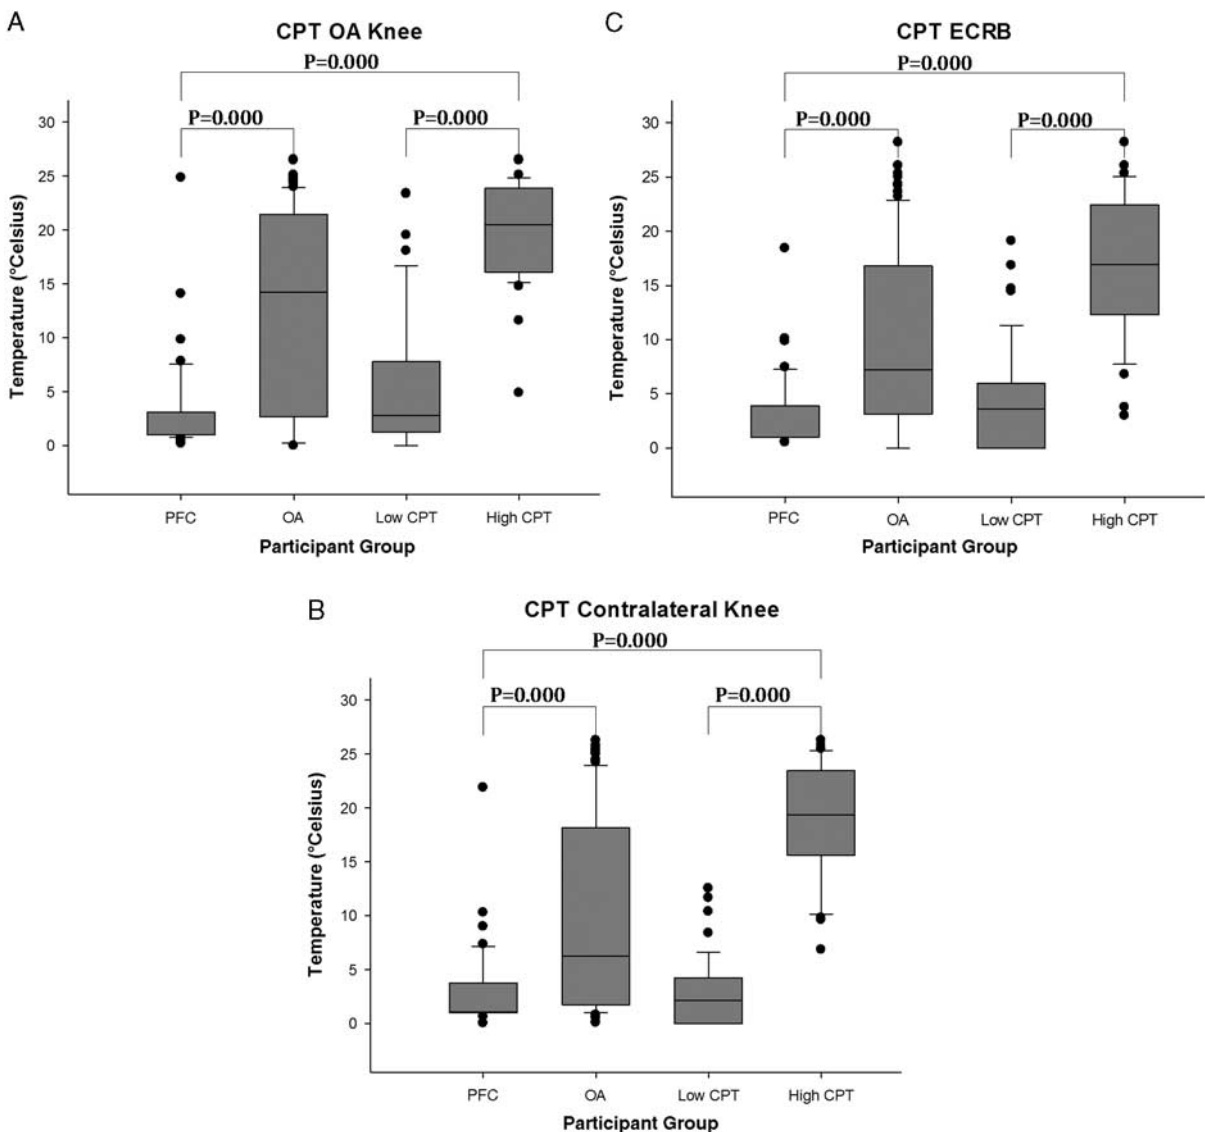 A
CPT OA Knee
P=0.000
P=0.000
P=0.000
30
25
20
15
10
5
0
Temperature (°Celsius)
PFC
OA
Low CPT
High CPT
Participant Group
C
CPT ECRB
P=0.000
P=0.000
P=0.000
30
25
20
15
10
5
0
Temperature (°Celsius)
PFC
OA
Low CPT
High CPT
Participant Group
B
CPT Contralateral Knee
P=0.000
P=0.000
P=0.000
30
25
20
15
10
5
0
Temperature (°Celsius)
PFC
OA
Low CPT
High CPT
Participant Group